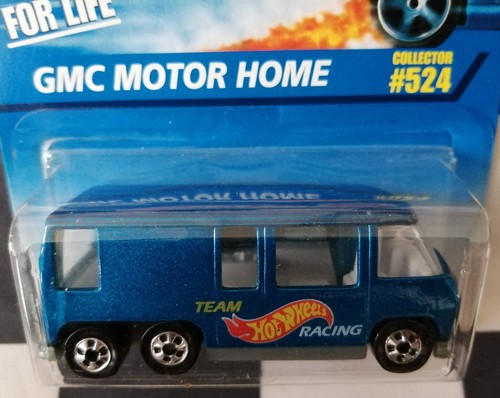 FOR LIFE
GMC MOTOR HOME
COLLECTOR
#524
GMC MOTOR HOME
TEAM
Hot Wheels
RACING